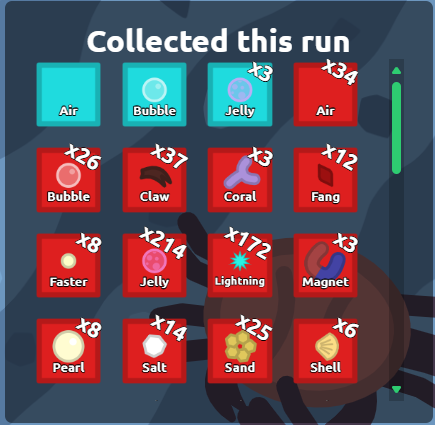 Collected this run
Air
Bubble
x3
Jelly
x34
Air
x26
Bubble
x37
Claw
x3
Coral
x12
Fang
x8
Faster
x214
Jelly
x172
Lightning
x3
Magnet
x8
Pearl
x14
Salt
x25
Sand
x6
Shell